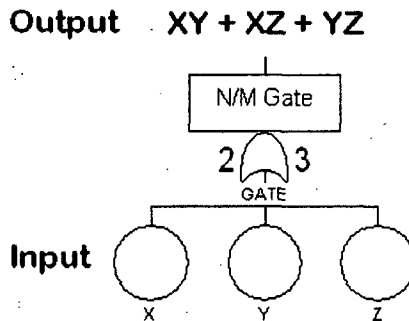 Output XY + XZ + YZ
N/M Gate
2 3
GATE
Input
X Y Z